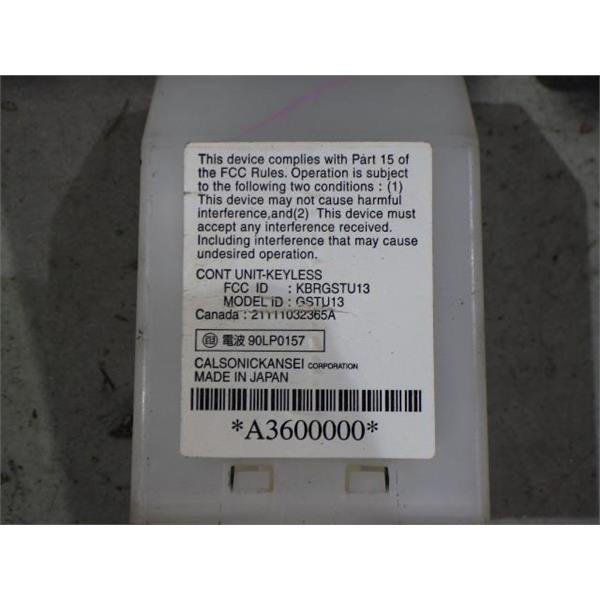 This device complies with Part 15 of
the FCC Rules. Operation is subject
to the following two conditions : (1)
This device may not cause harmful
interference,and(2) This device must
accept any interference received.
Including interference that may cause
undesired operation.
CONT UNIT-KEYLESS
FCC ID : KBRGSTU13
MODEL ID : GSTU13
Canada : 21111032365A
電波 90LP0157
CALSONICKANSEI CORPORATION
MADE IN JAPAN
*A3600000*